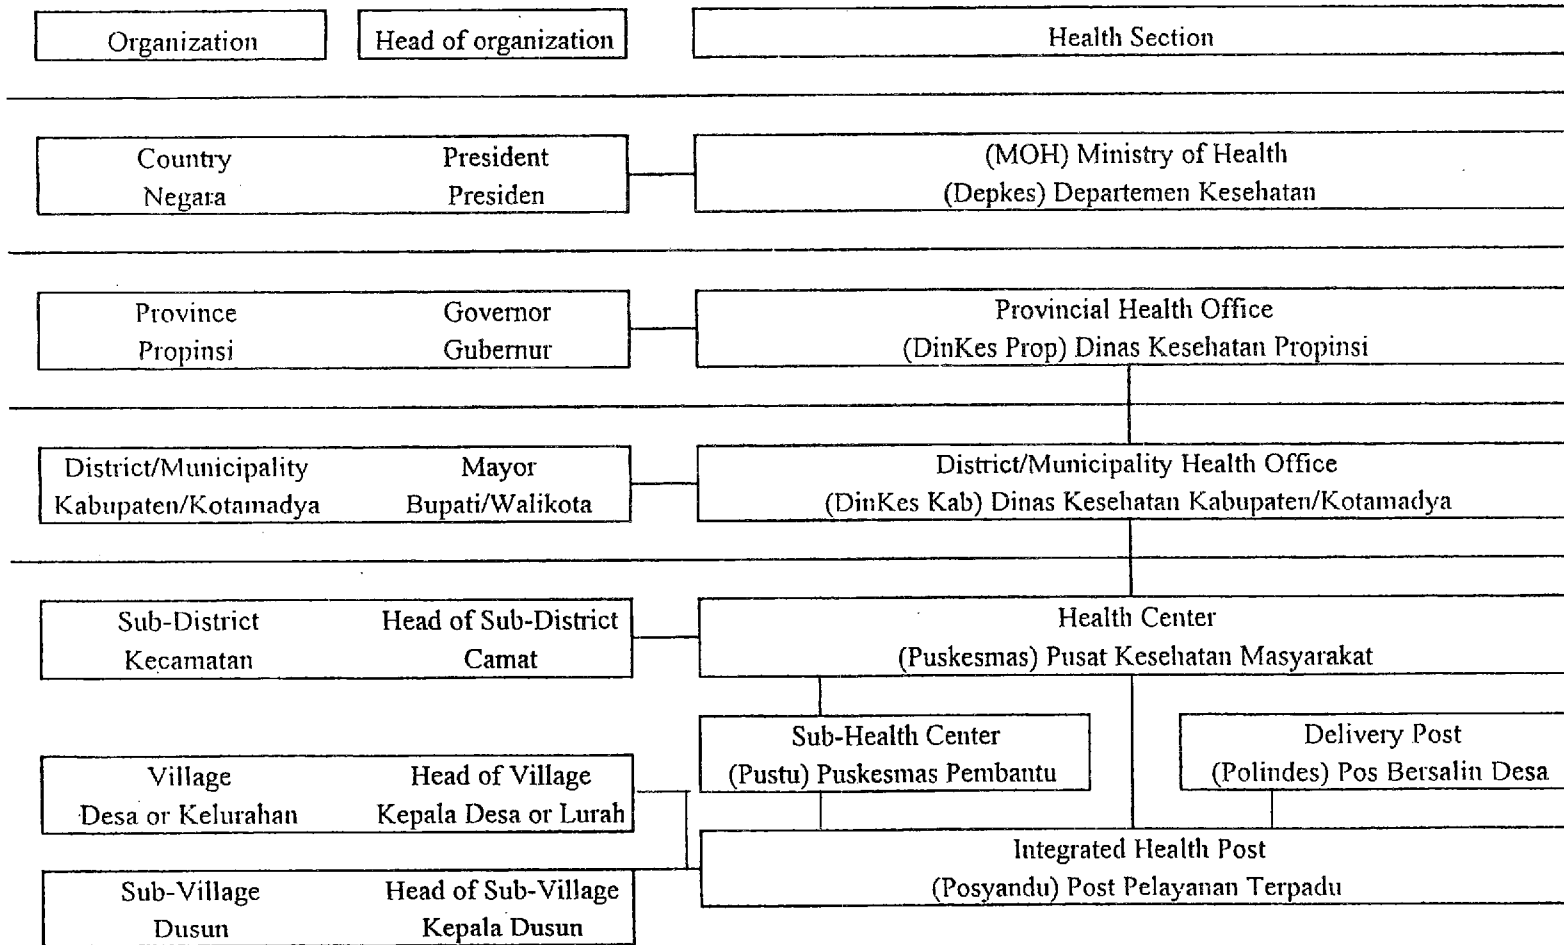 Organization
Head of organization
Health Section
Country
President
Negara
Presiden
(MOH) Ministry of Health
(Depkes) Departemen Kesehatan
Province
Governor
Propinsi
Gubernur
Provincial Health Office
(DinKes Prop) Dinas Kesehatan Propinsi
District/Municipality
Mayor
Kabupaten/Kotamadya
Bupati/Walikota
District/Municipality Health Office
(DinKes Kab) Dinas Kesehatan Kabupaten/Kotamadya
Sub-District
Head of Sub-District
Kecamatan
Camat
Health Center
(Puskesmas) Pusat Kesehatan Masyarakat
Sub-Health Center
(Pustu) Puskesmas Pembantu
Delivery Post
(Polindes) Pos Bersalin Desa
Village
Head of Village
Desa or Kelurahan
Kepala Desa or Lurah
Integrated Health Post
(Posyandu) Post Pelayanan Terpadu
Sub-Village
Head of Sub-Village
Dusun
Kepala Dusun